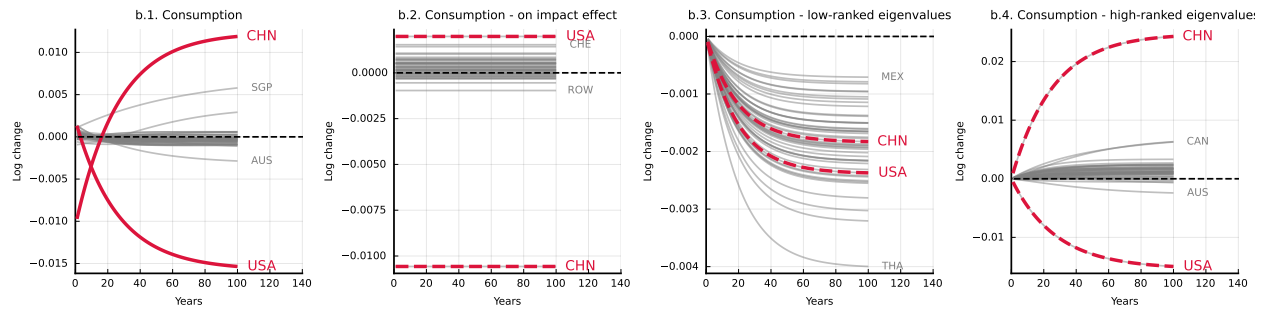 b.1. Consumption
Log change
0.010
0.005
0.000
−0.005
−0.010
−0.015
CHN
SGP
AUS
USA
0 20 40 60 80 100 120 140
Years
b.2. Consumption - on impact effect
Log change
0.0000
−0.0025
−0.0050
−0.0075
−0.0100
USA
CHE
ROW
CHN
0 20 40 60 80 100 120 140
Years
b.3. Consumption - low-ranked eigenvalues
Log change
0.000
−0.001
−0.002
−0.003
−0.004
MEX
CHN
USA
THA
0 20 40 60 80 100 120 140
Years
b.4. Consumption - high-ranked eigenvalues
Log change
0.02
0.01
0.00
−0.01
CHN
CAN
AUS
USA
0 20 40 60 80 100 120 140
Years